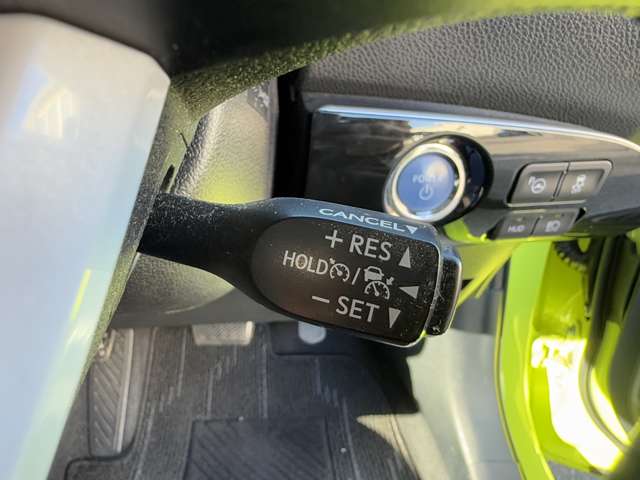 POWER
HUD
CANCEL
+ RES
HOLD /
− SET